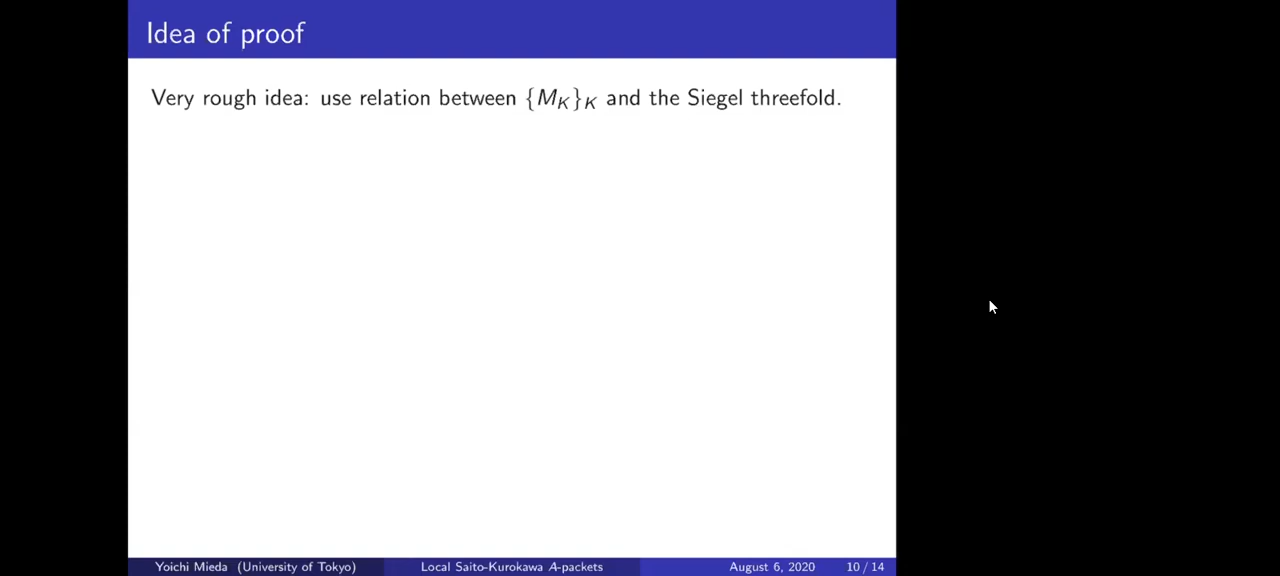 Idea of proof
Very rough idea: use relation between {M_K}_K and the Siegel threefold.
Yoichi Mieda (University of Tokyo) Local Saito-Kurokawa A-packets August 6, 2020 10 / 14